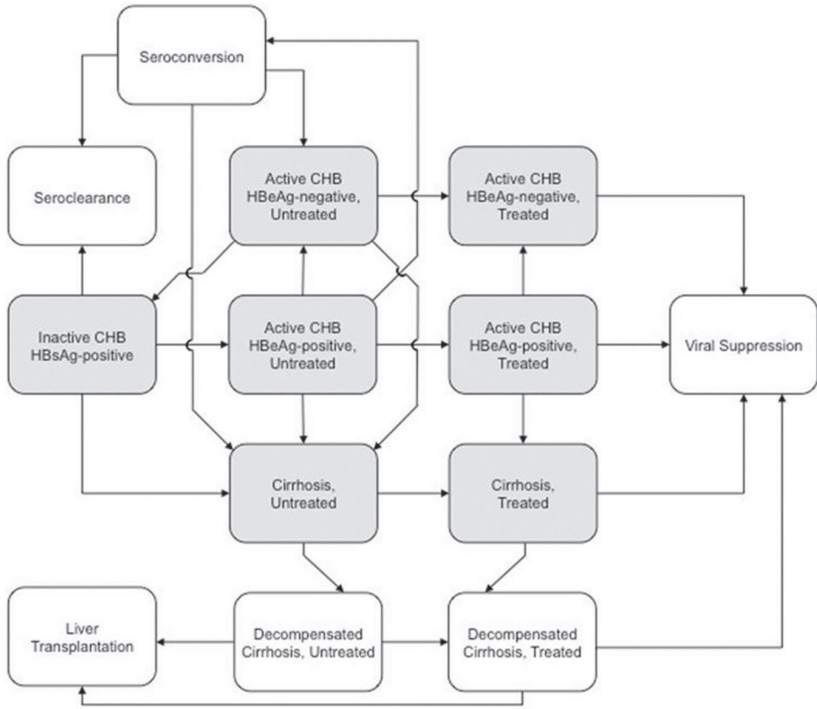 Seroconversion
Seroclearance
Active CHB
HBeAg-negative,
Untreated
Active CHB
HBeAg-negative,
Treated
Inactive CHB
HBsAg-positive
Active CHB
HBeAg-positive,
Untreated
Active CHB
HBeAg-positive,
Treated
Viral Suppression
Cirrhosis,
Untreated
Cirrhosis,
Treated
Liver
Transplantation
Decompensated
Cirrhosis, Untreated
Decompensated
Cirrhosis, Treated